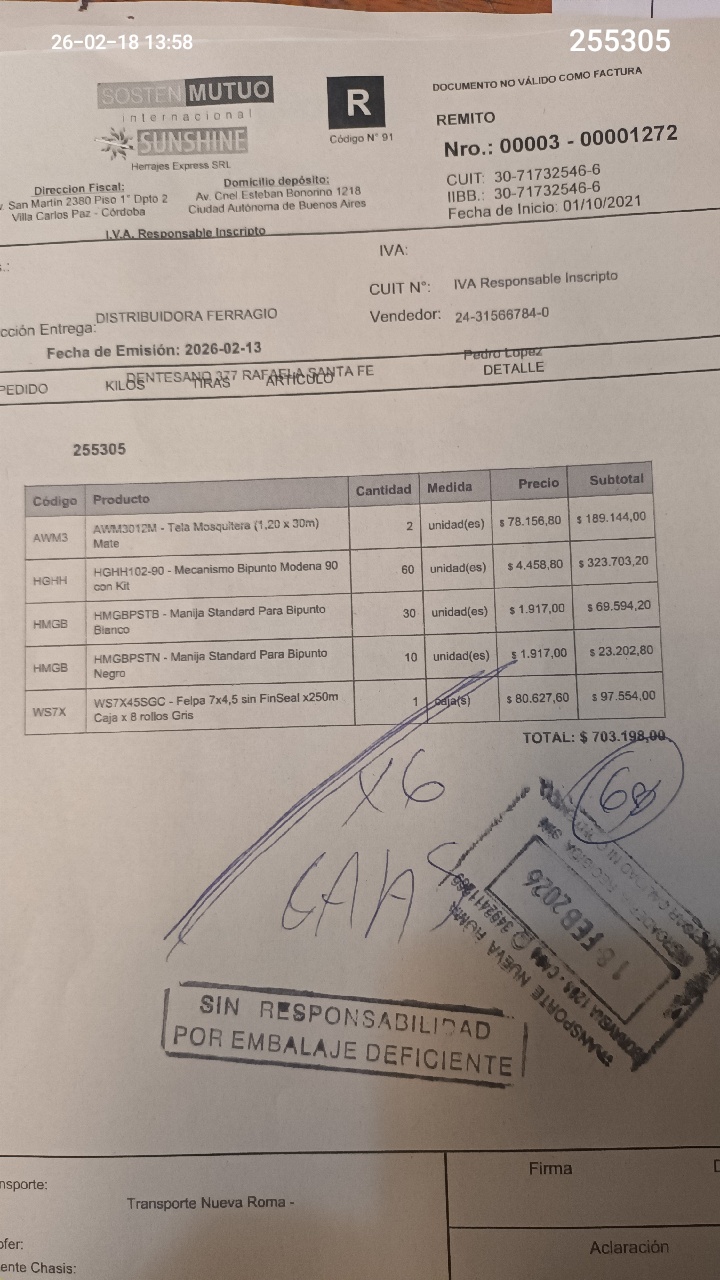 26-02-18 13:58
255305
SOSTEN MUTUO
internacional
SUNSHINE
Herrajes Express SRL
Direccion Fiscal:
San Martin 2380 Piso 1° Dpto 2
Villa Carlos Paz - Córdoba
Domicilio depósito:
Av. Cnel Esteban Bonorino 1218
Ciudad Autónoma de Buenos Aires
I.V.A. Responsable Inscripto
R
Código N° 91
DOCUMENTO NO VÁLIDO COMO FACTURA
REMITO
Nro.: 00003 - 00001272
CUIT: 30-71732546-6
IIBB.: 30-71732546-6
Fecha de Inicio: 01/10/2021
IVA:
CUIT N°: IVA Responsable Inscripto
Vendedor: 24-31566784-0
cción Entrega: DISTRIBUIDORA FERRAGIO
Fecha de Emisión: 2026-02-13
Pedro Lopez
DENTESANO 377 RAFAELA SANTA FE
PEDIDO KILOS TIRAS ARTICULO DETALLE
255305
Código Producto Cantidad Medida Precio Subtotal
AWM3 AWM3012M - Tela Mosquitera (1,20 x 30m) Mate 2 unidad(es) $ 78.156,80 $ 189.144,00
HGHH HGHH102-90 - Mecanismo Bipunto Modena 90 con Kit 60 unidad(es) $ 4.458,80 $ 323.703,20
HMGB HMGBPSTB - Manija Standard Para Bipunto Blanco 30 unidad(es) $ 1.917,00 $ 69.594,20
HMGB HMGBPSTN - Manija Standard Para Bipunto Negro 10 unidad(es) $ 1.917,00 $ 23.202,80
WS7X WS7X45SGC - Felpa 7x4,5 sin FinSeal x250m Caja x 8 rollos Gris 1 caja(s) $ 80.627,60 $ 97.554,00
TOTAL: $ 703.198,00
X6
18 FEB 2026
TRANSPORTE NUEVA ROMA
SIN RESPONSABILIDAD
POR EMBALAJE DEFICIENTE
nsporte:
Transporte Nueva Roma -
ofer:
ente Chasis:
Firma
Aclaración